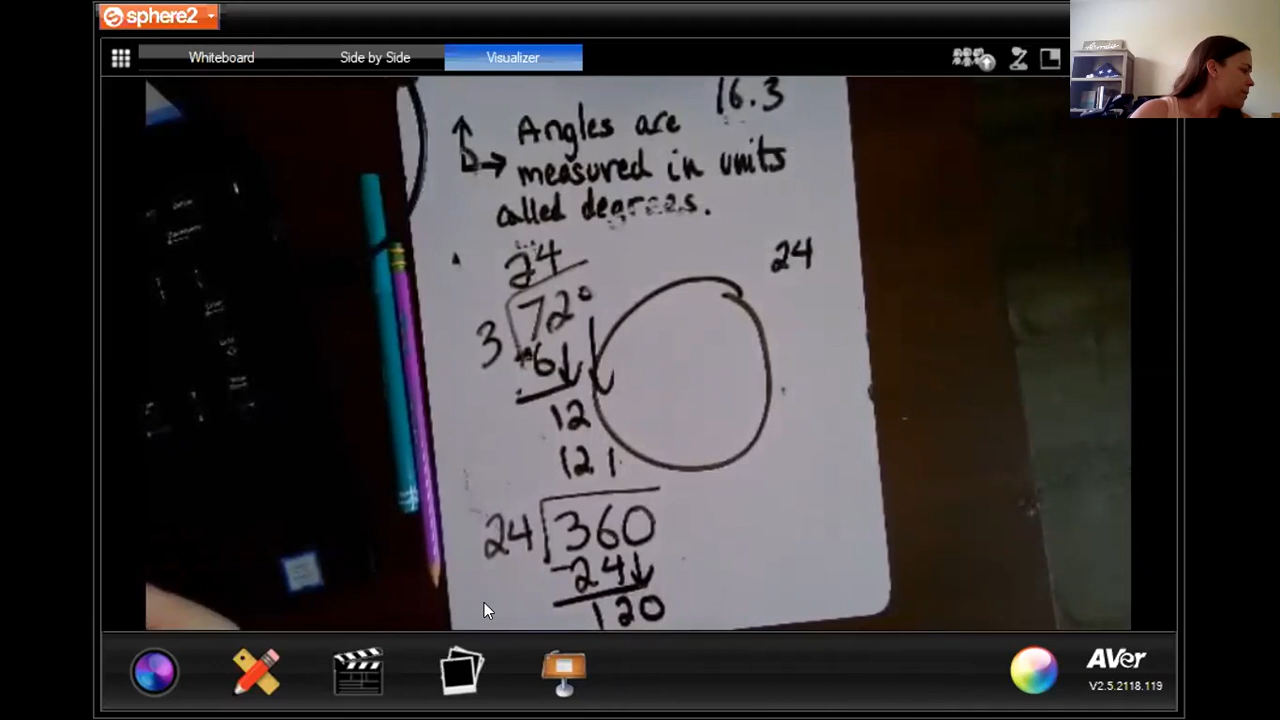 sphere2
Whiteboard
Side by Side
Visualizer
16.3
Angles are
measured in units
called degrees.
24
24
3 72°
6
12
12 1
24 360
-24
120
AVer
V2.5.2118.119